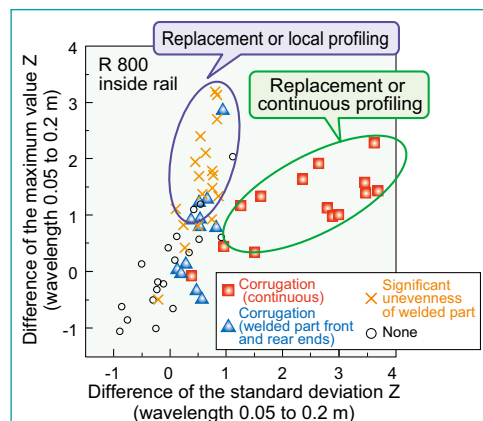 Replacement or local profiling
R 800
inside rail
Replacement or
continuous profiling
Difference of the maximum value Z
(wavelength 0.05 to 0.2 m)
4
3
2
1
0
-1
-1
0
1
2
3
4
Corrugation
(continuous)
Corrugation
(welded part front
and rear ends)
Significant
unevenness
of welded part
None
Difference of the standard deviation Z
(wavelength 0.05 to 0.2 m)